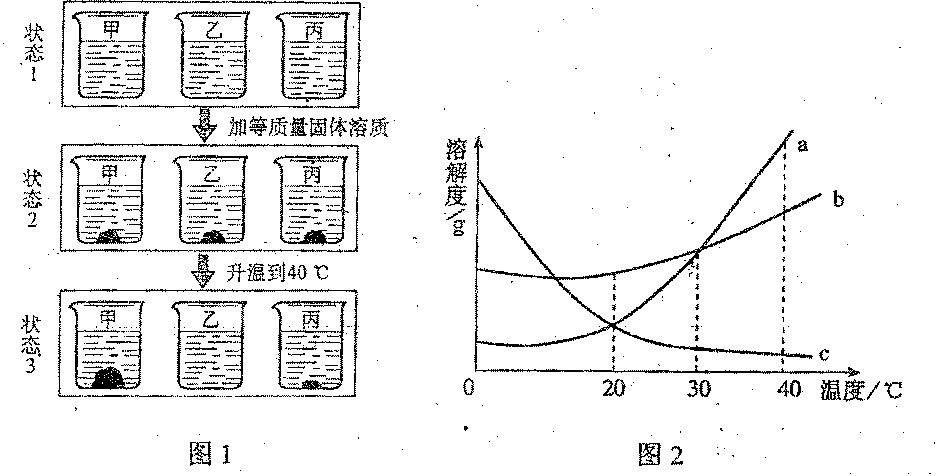 状态1
甲 乙 丙
加等质量固体溶质
状态2
甲 乙 丙
升温到40 ℃
状态3
甲 乙 丙
图1
溶解度/g
a
b
c
0 20 30 40 温度/℃
图2